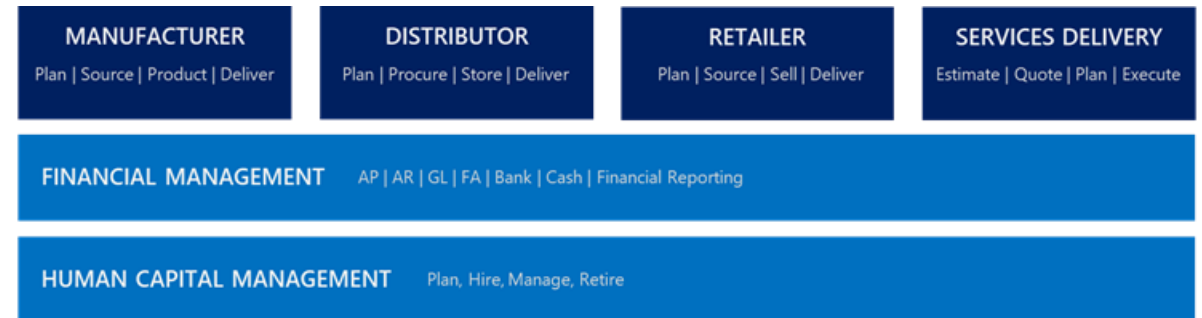 MANUFACTURER
Plan | Source | Product | Deliver
DISTRIBUTOR
Plan | Procure | Store | Deliver
RETAILER
Plan | Source | Sell | Deliver
SERVICES DELIVERY
Estimate | Quote | Plan | Execute
FINANCIAL MANAGEMENT AP | AR | GL | FA | Bank | Cash | Financial Reporting
HUMAN CAPITAL MANAGEMENT Plan, Hire, Manage, Retire